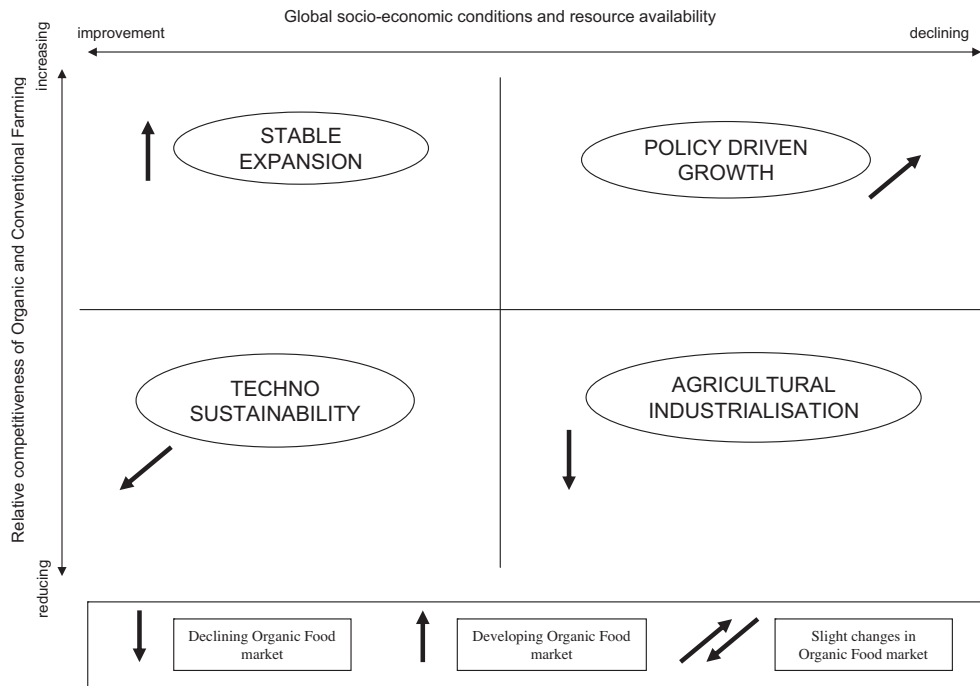 Global socio-economic conditions and resource availability
improvement
declining
increasing
Relative competitiveness of Organic and Conventional Farming
reducing
STABLE
EXPANSION
POLICY DRIVEN
GROWTH
TECHNO
SUSTAINABILITY
AGRICULTURAL
INDUSTRIALISATION
Declining Organic Food
market
Developing Organic Food
market
Slight changes in
Organic Food market